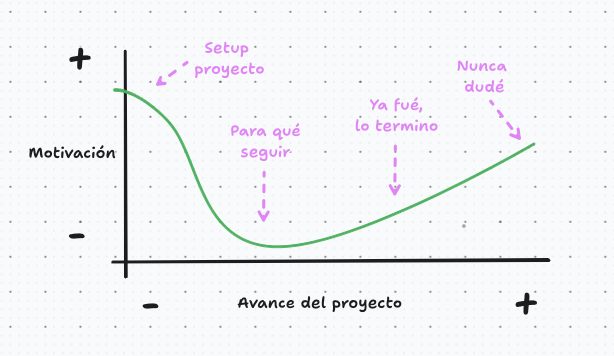 +
Setup
proyecto
Nunca
dudé
Ya fué,
lo termino
Para qué
seguir
Motivación
-
- Avance del proyecto +